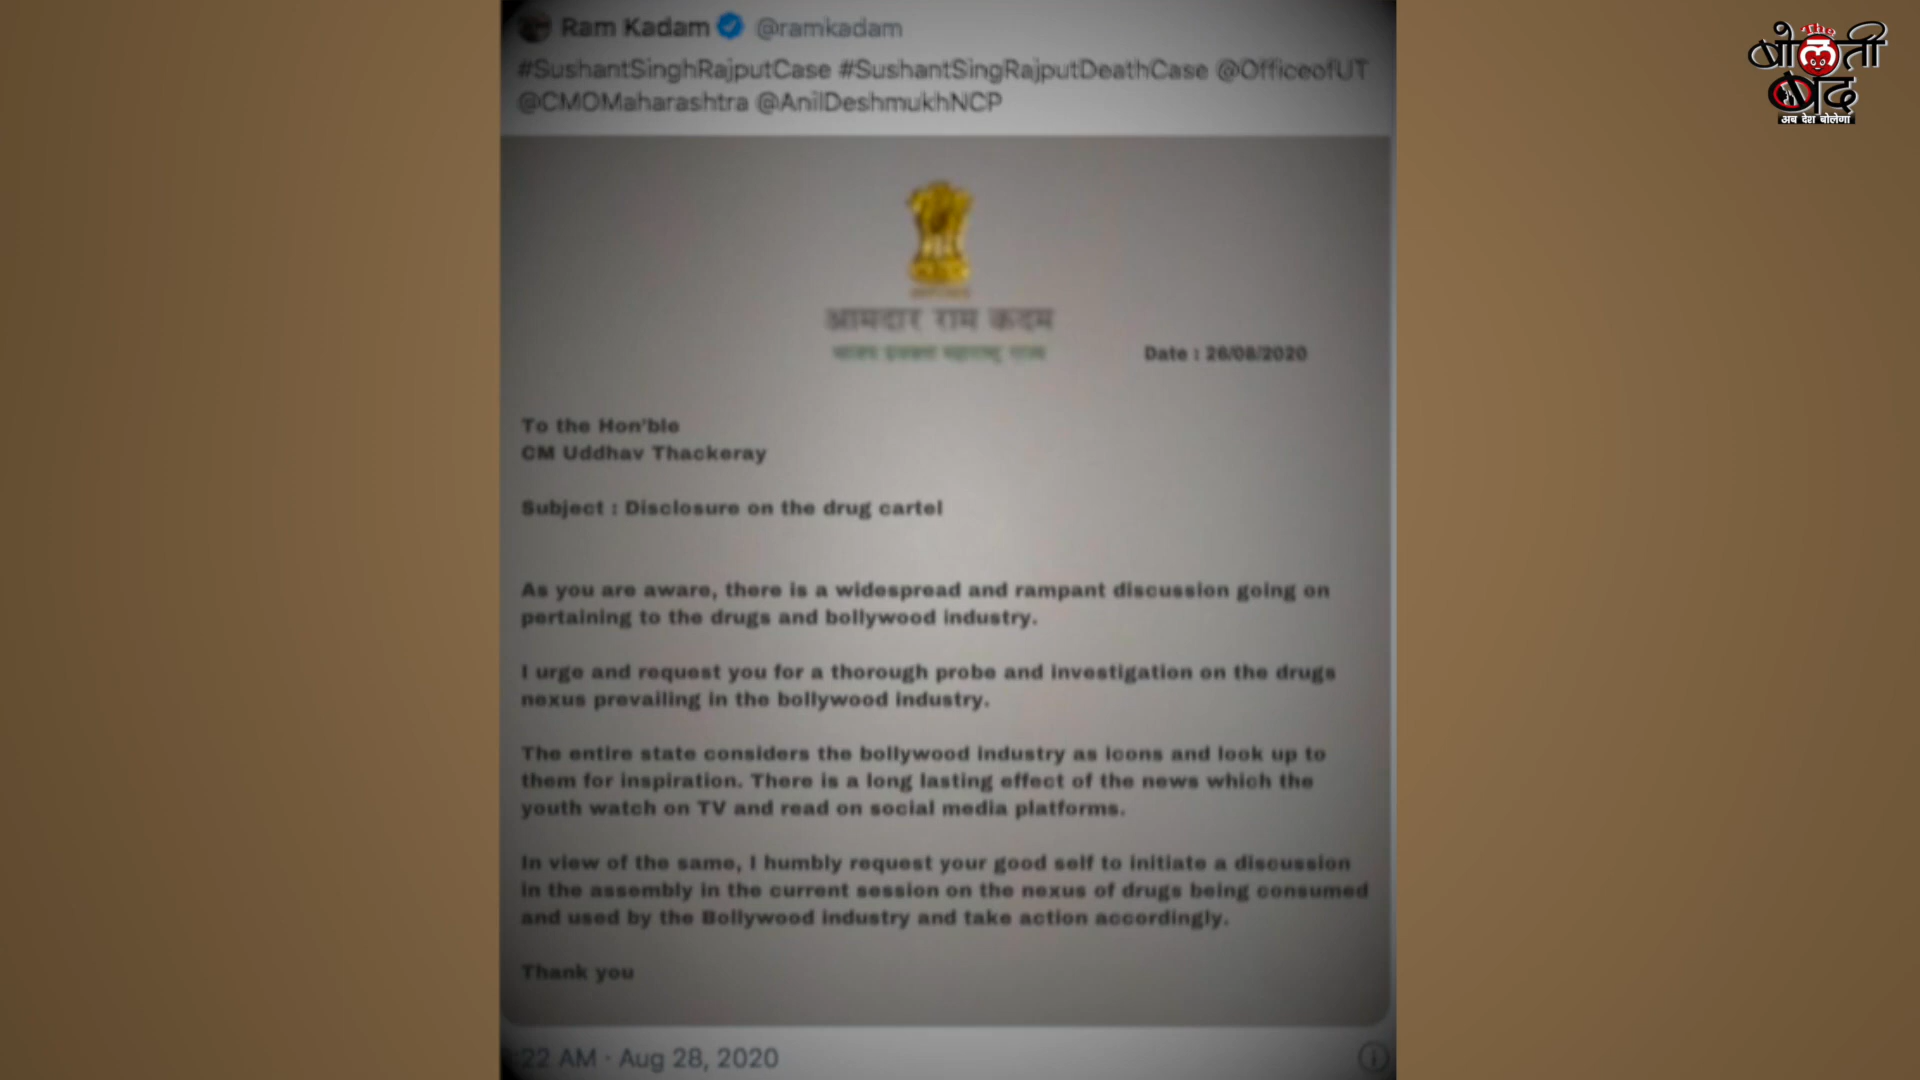 Ram Kadam @ramkadam
#SushantSinghRajputCase #SushantSingRajputDeathCase @OfficeofUT
@CMOMaharashtra @AnilDeshmukhNCP
आमदार राम कदम
Date : 26/08/2020
To the Hon'ble
CM Uddhav Thackeray
Subject : Disclosure on the drug cartel
As you are aware, there is a widespread and rampant discussion going on
pertaining to the drugs and bollywood industry.
I urge and request you for a thorough probe and investigation on the drugs
nexus prevailing in the bollywood industry.
The entire state considers the bollywood industry as icons and look up to
them for inspiration. There is a long lasting effect of the news which the
youth watch on TV and read on social media platforms.
In view of the same, I humbly request your good self to initiate a discussion
in the assembly in the current session on the nexus of drugs being consumed
and used by the Bollywood industry and take action accordingly.
Thank you
:22 AM · Aug 28, 2020
The
बोलती
बंद
अब देश बोलेगा